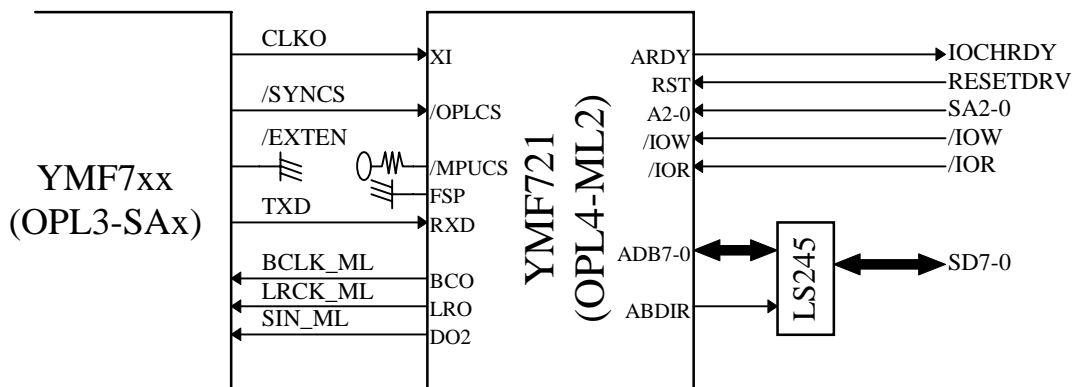 CLKO
XI
ARDY
IOCHRDY
RST
RESETDRV
/SYNCS
/OPLCS
A2-0
SA2-0
/EXTEN
/IOW
/IOW
/MPUCS
/IOR
/IOR
YMF7xx
(OPL3-SAx)
FSP
TXD
RXD
YMF721
(OPL4-ML2)
ADB7-0
LS245
SD7-0
BCLK_ML
BCO
LRCK_ML
LRO
ABDIR
SIN_ML
DO2